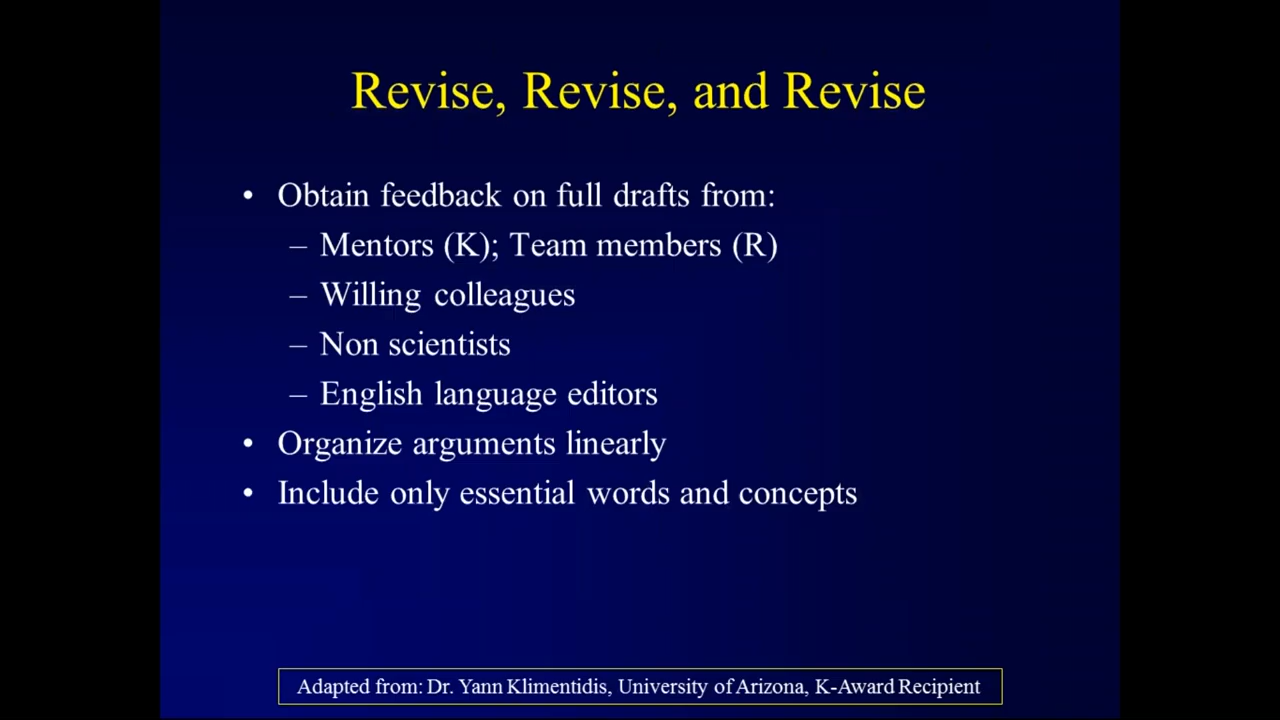 Revise, Revise, and Revise
• Obtain feedback on full drafts from:
– Mentors (K); Team members (R)
– Willing colleagues
– Non scientists
– English language editors
• Organize arguments linearly
• Include only essential words and concepts
Adapted from: Dr. Yann Klimentidis, University of Arizona, K-Award Recipient